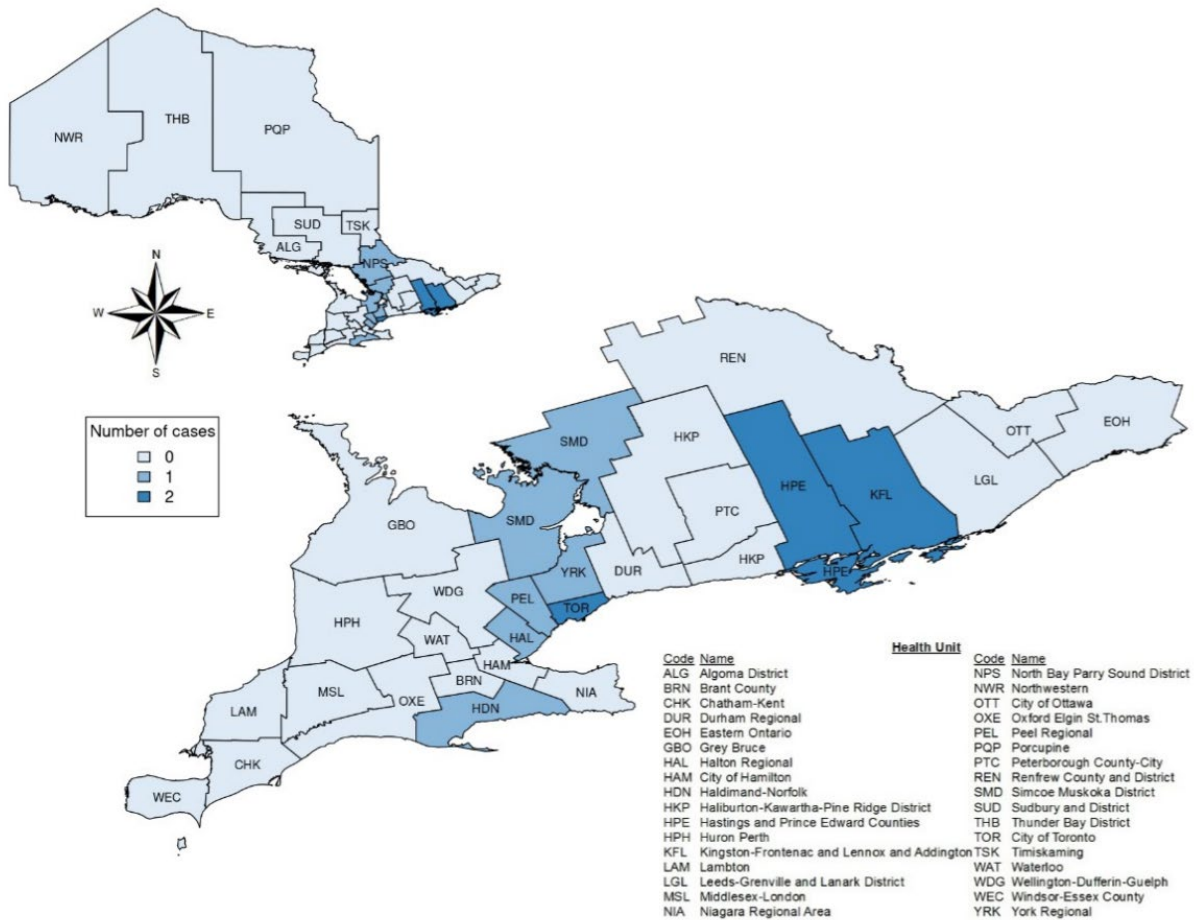 NWR
THB
PQP
SUD
TSK
ALG
NPS
N
W
E
S
Number of cases
0
1
2
REN
SMD
HKP
OTT
EOH
HPE
KFL
LGL
GBO
SMD
PTC
YRK
DUR
HKP
HPE
WDG
PEL
TOR
HPH
HAL
WAT
HAM
BRN
NIA
MSL
OXE
HDN
LAM
CHK
WEC
Health Unit
Code Name
ALG Algoma District
BRN Brant County
CHK Chatham-Kent
DUR Durham Regional
EOH Eastern Ontario
GBO Grey Bruce
HAL Halton Regional
HAM City of Hamilton
HDN Haldimand-Norfolk
HKP Haliburton-Kawartha-Pine Ridge District
HPE Hastings and Prince Edward Counties
HPH Huron Perth
KFL Kingston-Frontenac and Lennox and Addington
LAM Lambton
LGL Leeds-Grenville and Lanark District
MSL Middlesex-London
NIA Niagara Regional Area
Code Name
NPS North Bay Parry Sound District
NWR Northwestern
OTT City of Ottawa
OXE Oxford Elgin St.Thomas
PEL Peel Regional
PQP Porcupine
PTC Peterborough County-City
REN Renfrew County and District
SMD Simcoe Muskoka District
SUD Sudbury and District
THB Thunder Bay District
TOR City of Toronto
TSK Timiskaming
WAT Waterloo
WDG Wellington-Dufferin-Guelph
WEC Windsor-Essex County
YRK York Regional